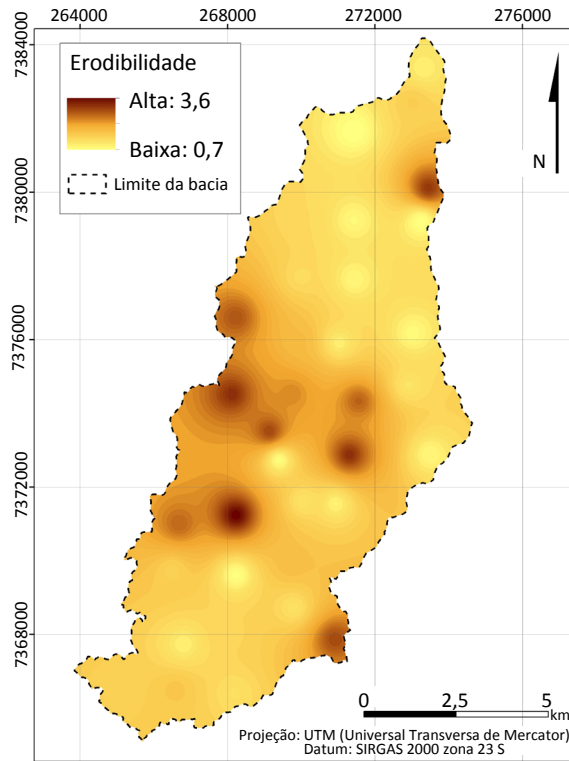 264000 268000 272000 276000
7384000
7380000
7376000
7372000
7368000
Erodibilidade
Alta: 3,6
Baixa: 0,7
Limite da bacia
N
0 2,5 5
km
Projeção: UTM (Universal Transversa de Mercator)
Datum: SIRGAS 2000 zona 23 S